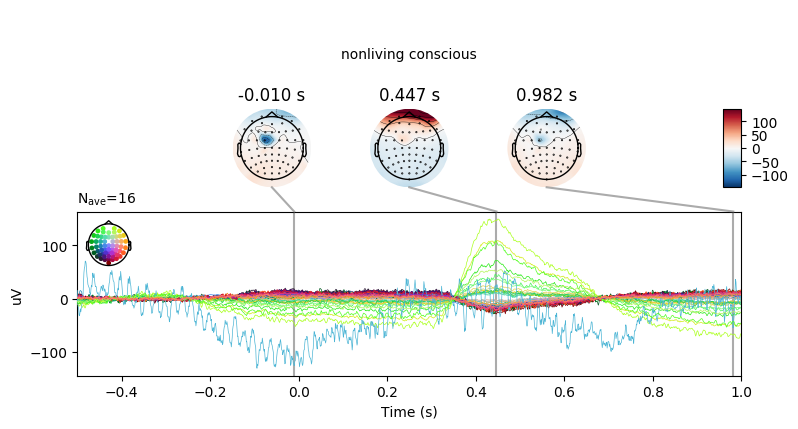 nonliving conscious
-0.010 s 0.447 s 0.982 s
100
50
0
−50
−100
Nave=16
100
0
−100
uV
−0.4 −0.2 0.0 0.2 0.4 0.6 0.8 1.0
Time (s)